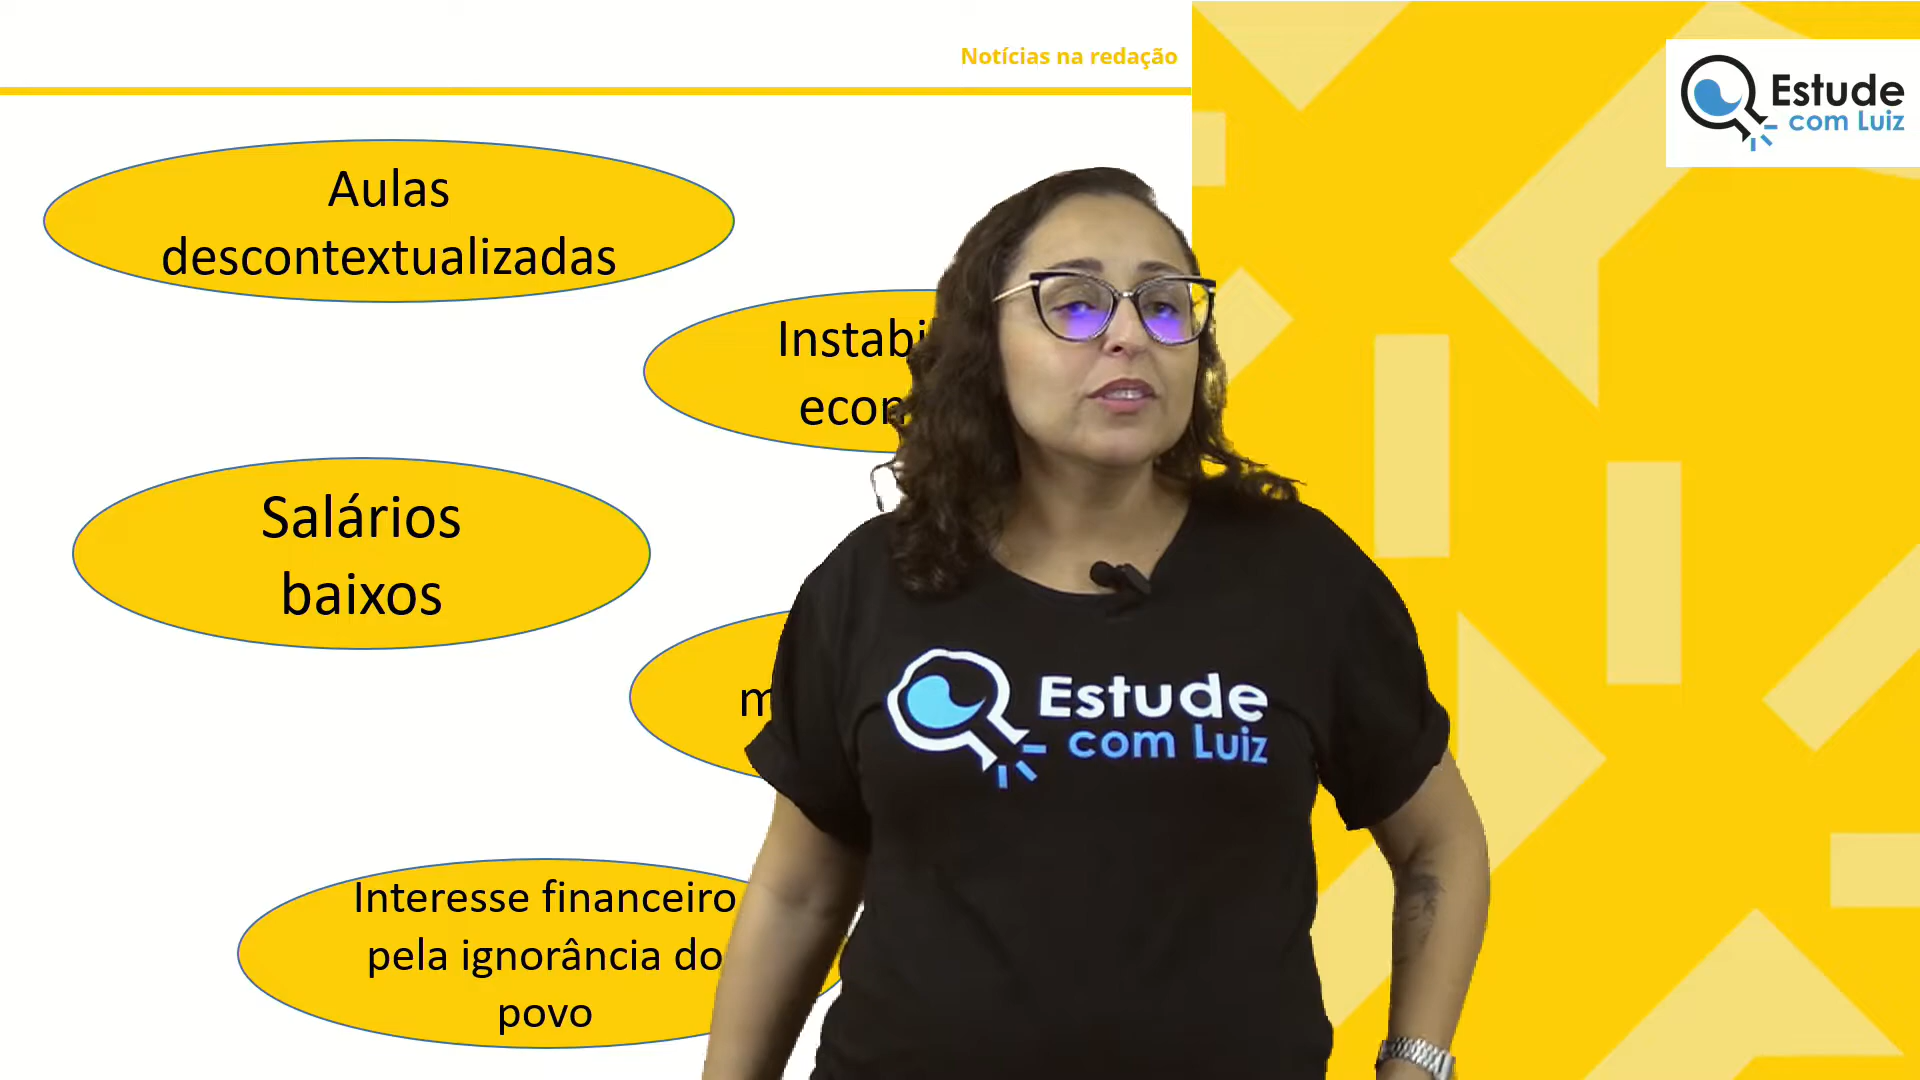 Notícias na redação
Estude
com Luiz
Aulas
descontextualizadas
Salários
baixos
Interesse financeiro
pela ignorância do
povo
Estude
com Luiz